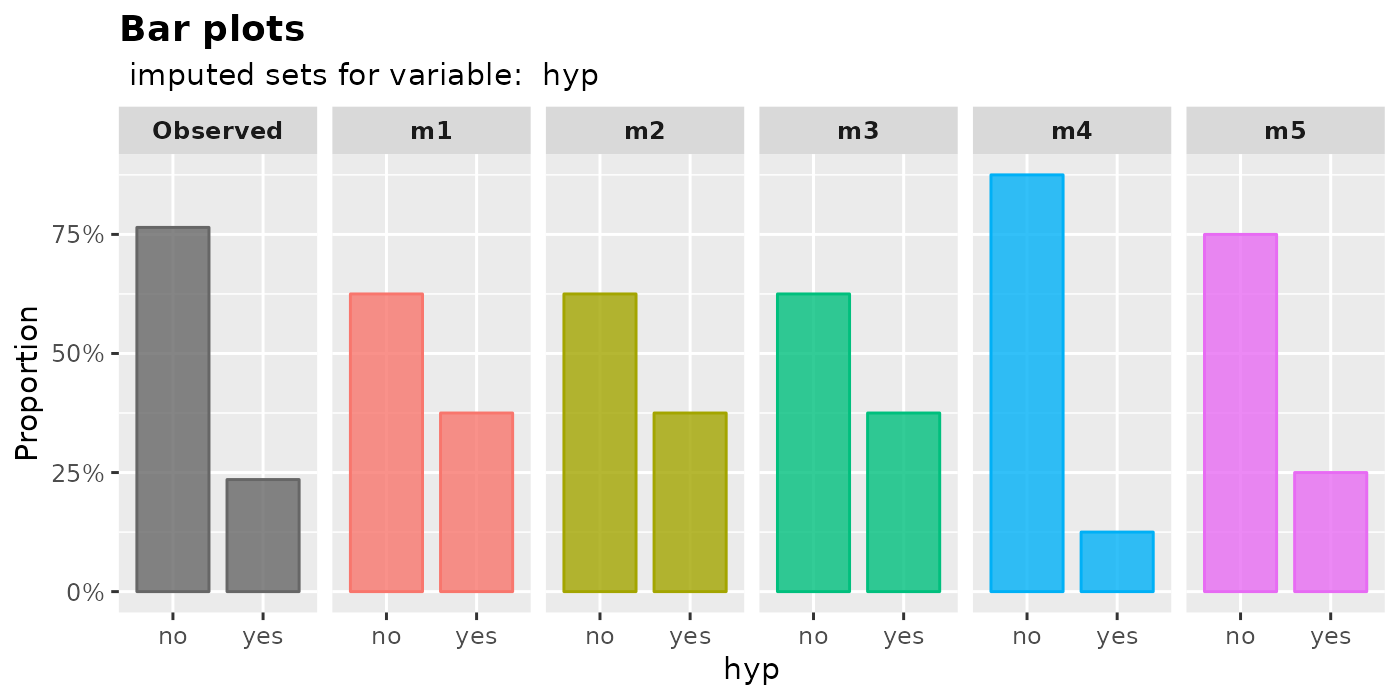 Bar plots
imputed sets for variable:  hyp
Observed m1 m2 m3 m4 m5
Proportion
75%
50%
25%
0%
no yes no yes no yes no yes no yes no yes
hyp